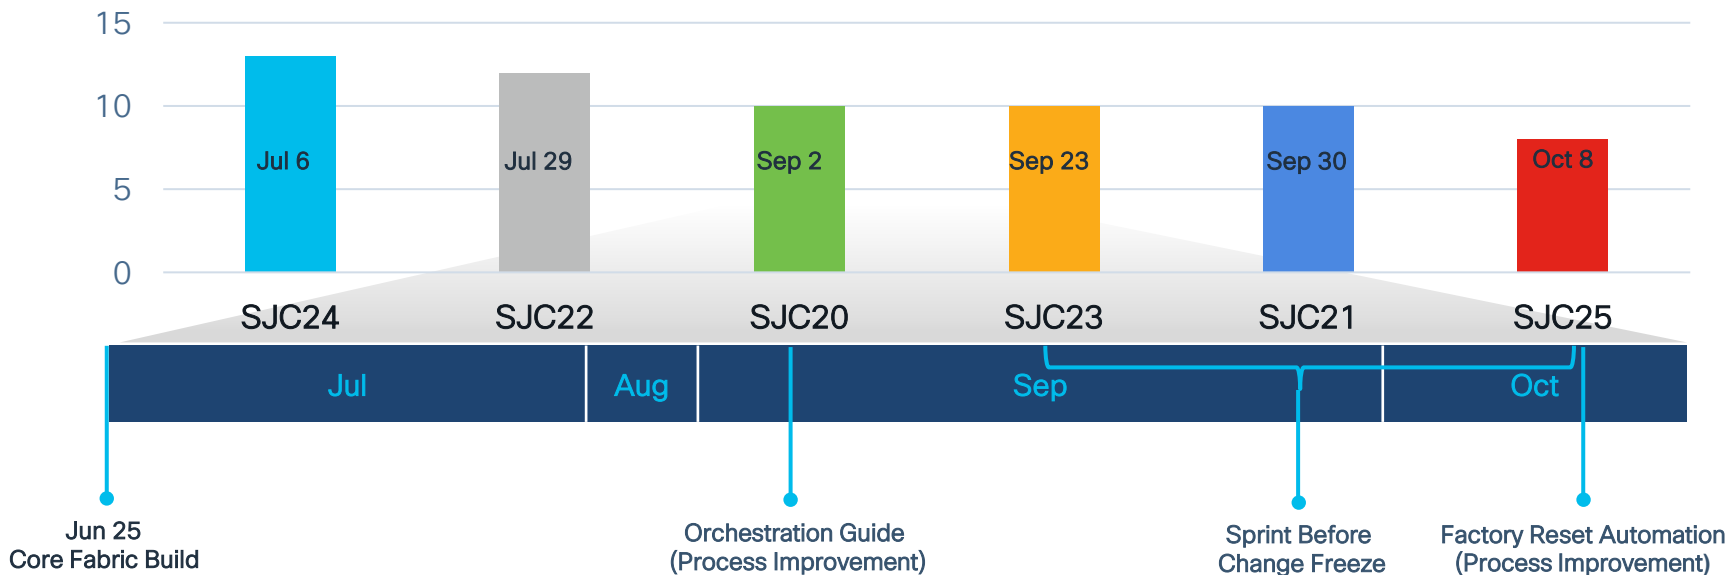 15
10
5
0
Jul 6
Jul 29
Sep 2
Sep 23
Sep 30
Oct 8
SJC24
SJC22
SJC20
SJC23
SJC21
SJC25
Jul
Aug
Sep
Oct
Jun 25
Core Fabric Build
Orchestration Guide
(Process Improvement)
Sprint Before
Change Freeze
Factory Reset Automation
(Process Improvement)